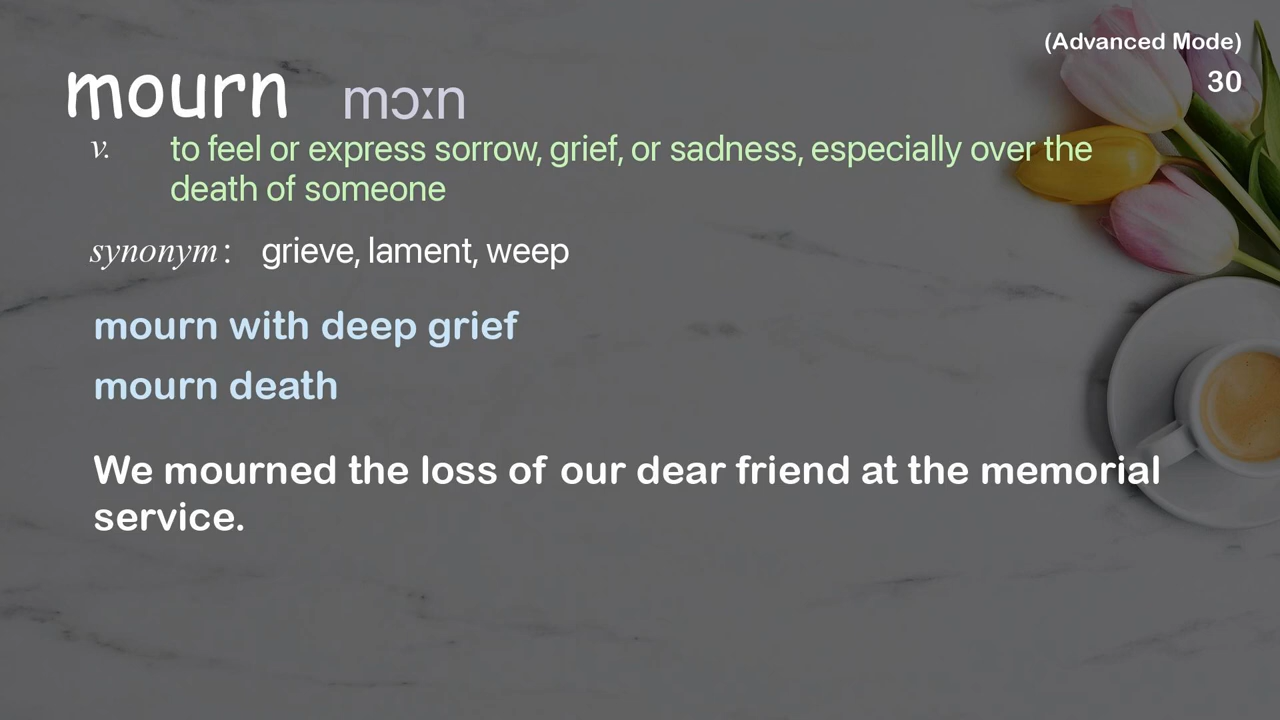 (Advanced Mode)
30
mourn mɔːn
v. to feel or express sorrow, grief, or sadness, especially over the
death of someone
synonym: grieve, lament, weep
mourn with deep grief
mourn death
We mourned the loss of our dear friend at the memorial
service.